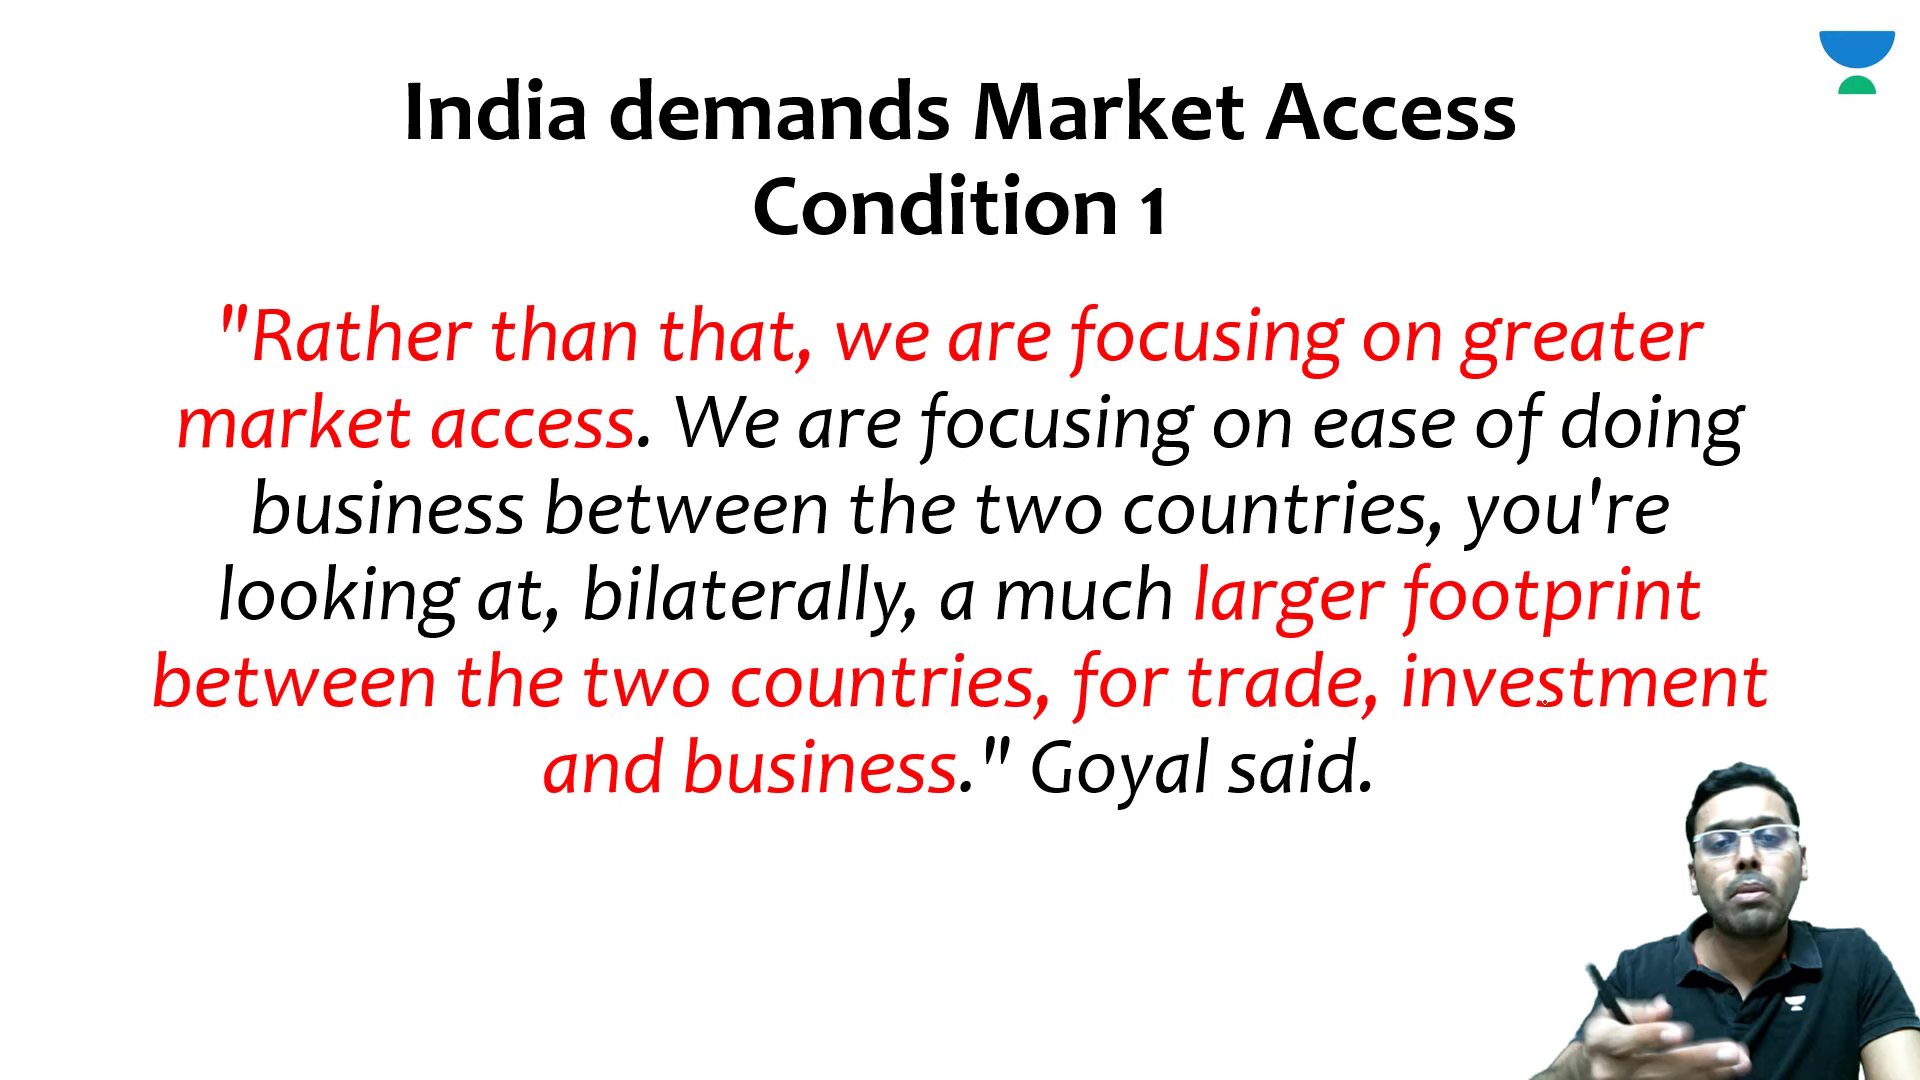 India demands Market Access
Condition 1
"Rather than that, we are focusing on greater
market access. We are focusing on ease of doing
business between the two countries, you're
looking at, bilaterally, a much larger footprint
between the two countries, for trade, investment
and business." Goyal said.